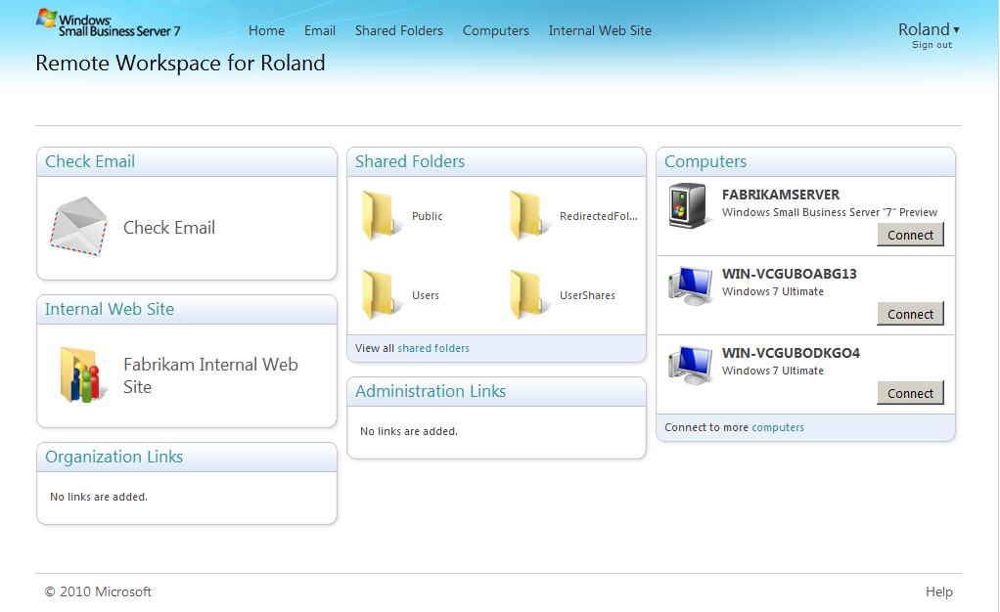 Windows®
Small Business Server 7
Home Email Shared Folders Computers Internal Web Site
Roland ▾
Sign out
Remote Workspace for Roland
Check Email
Check Email
Internal Web Site
Fabrikam Internal Web
Site
Organization Links
No links are added.
Shared Folders
Public
RedirectedFol...
Users
UserShares
View all shared folders
Administration Links
No links are added.
Computers
FABRIKAMSERVER
Windows Small Business Server "7" Preview
Connect
WIN-VCGUBOABG13
Windows 7 Ultimate
Connect
WIN-VCGUBODKGO4
Windows 7 Ultimate
Connect
Connect to more computers
© 2010 Microsoft
Help